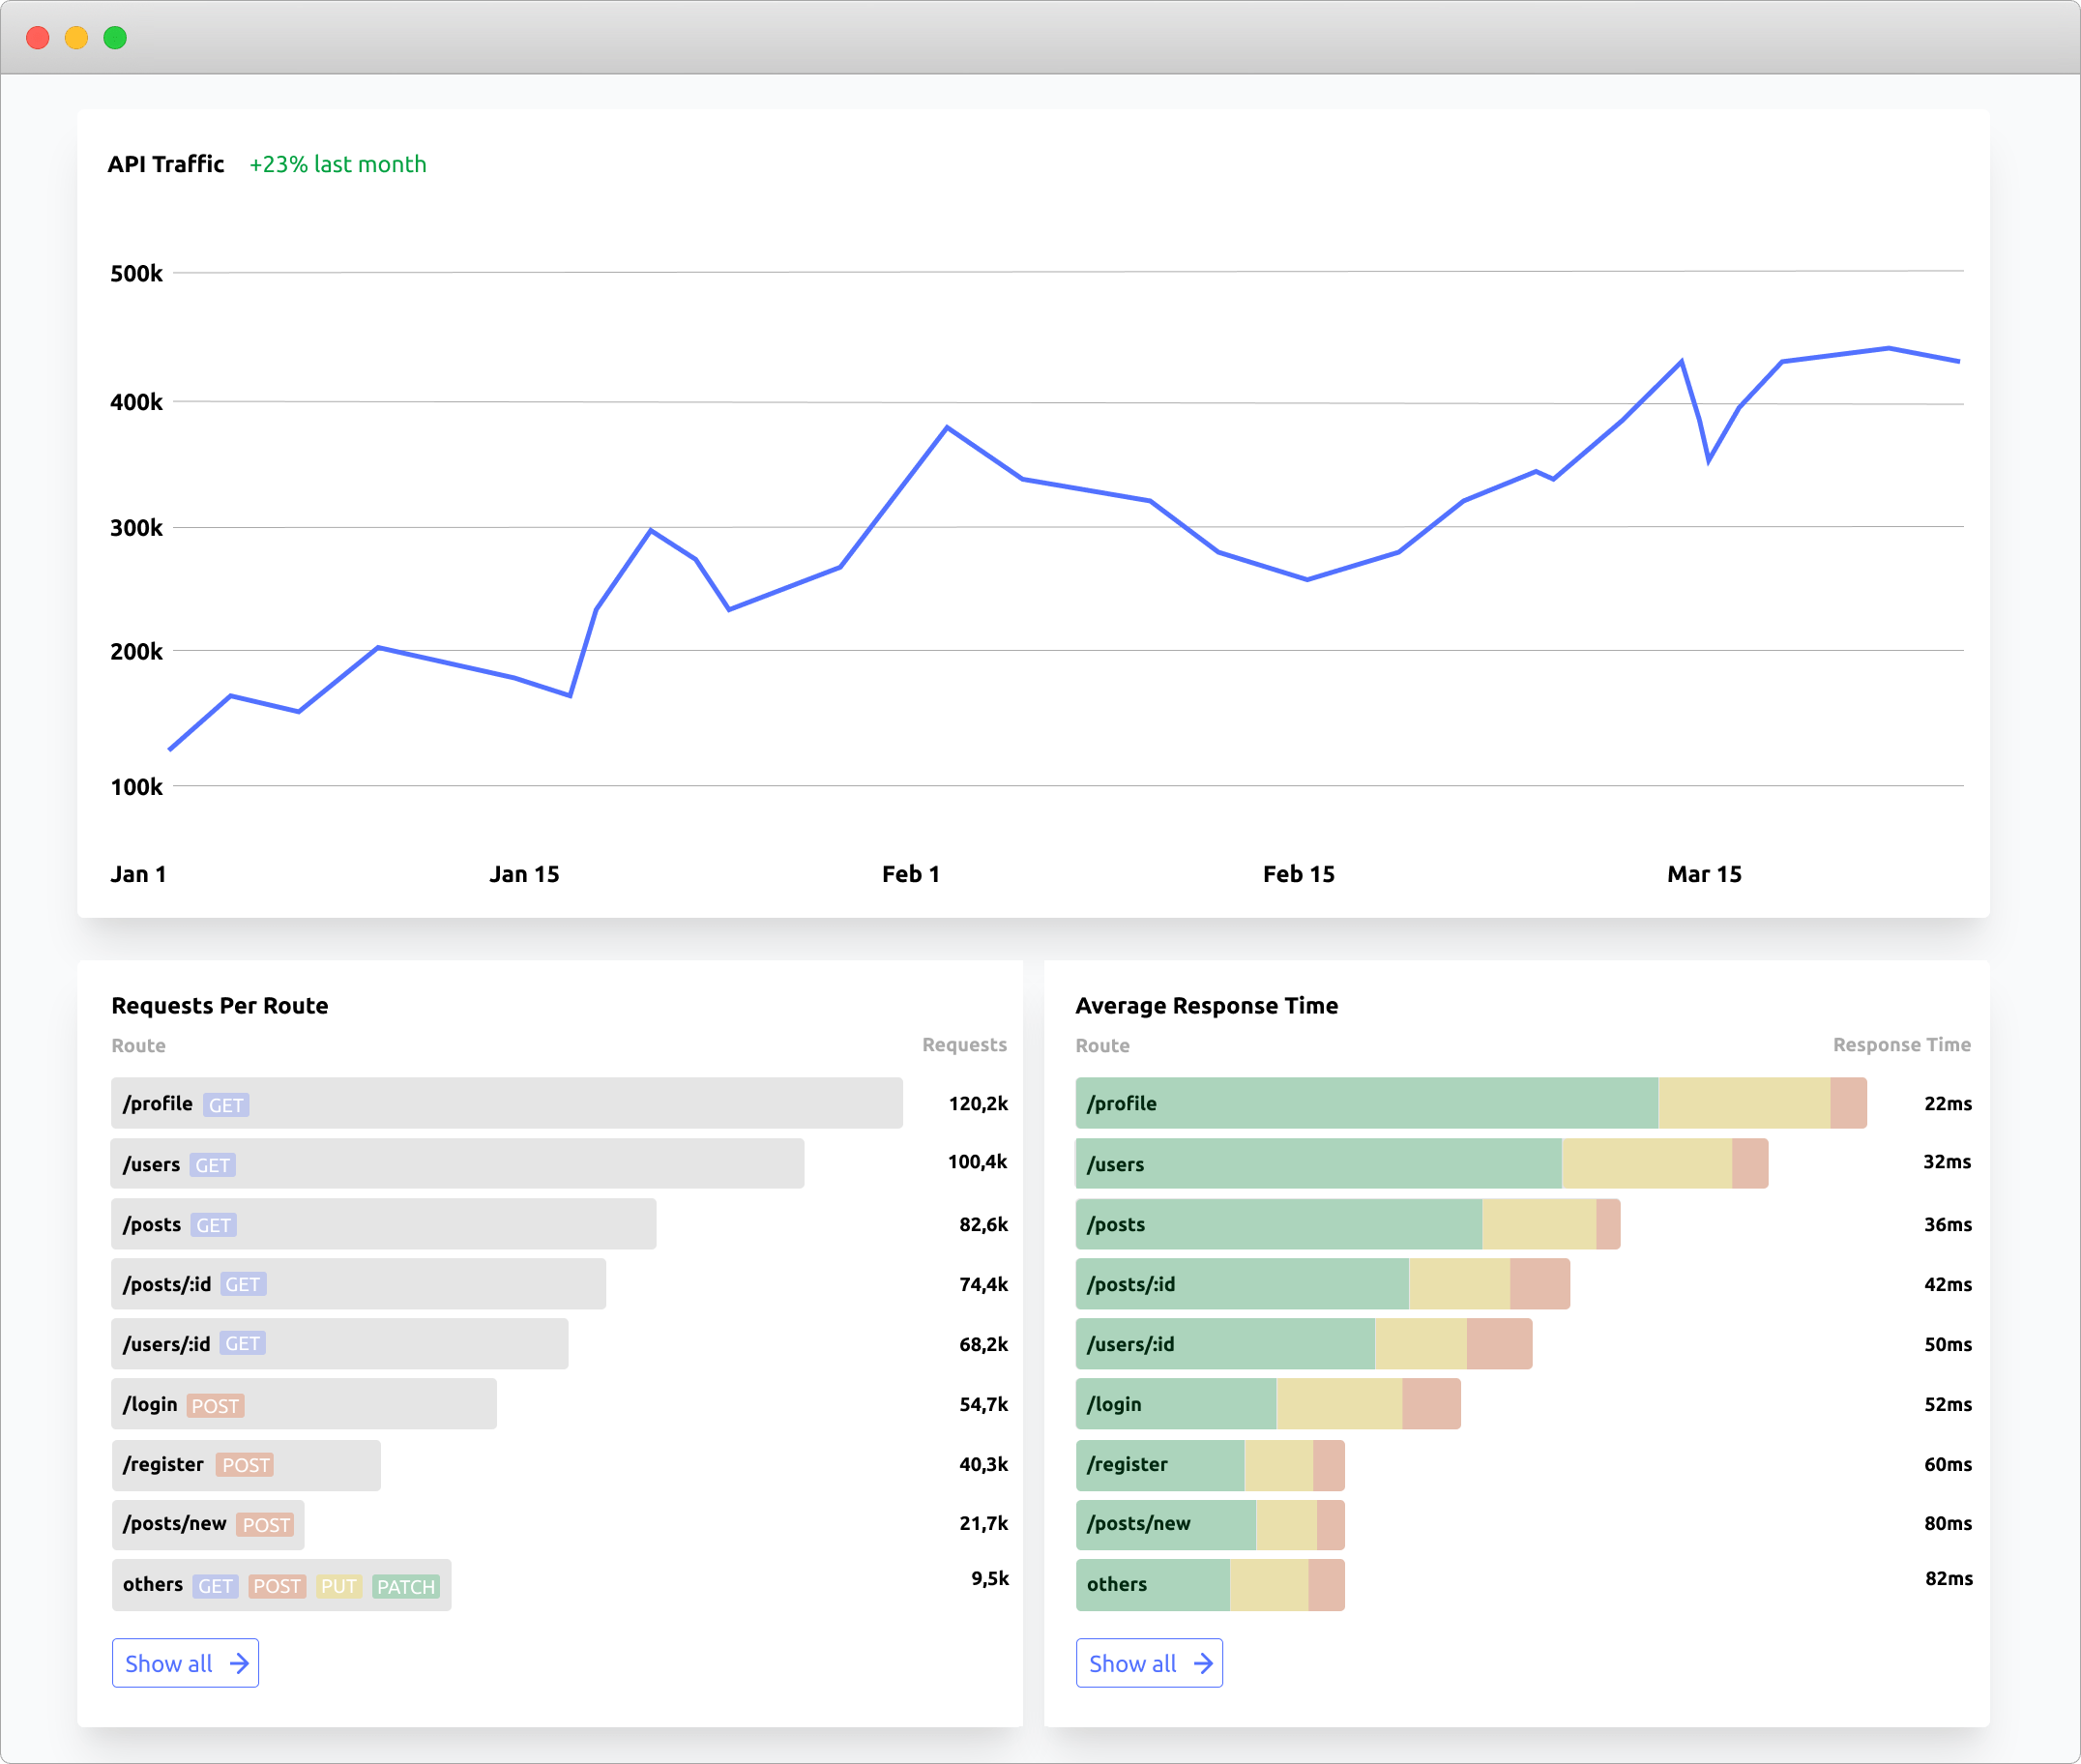 API Traffic +23% last month
500k
400k
300k
200k
100k
Jan 1 Jan 15 Feb 1 Feb 15 Mar 15
Requests Per Route
Route Requests
/profile GET 120,2k
/users GET 100,4k
/posts GET 82,6k
/posts/:id GET 74,4k
/users/:id GET 68,2k
/login POST 54,7k
/register POST 40,3k
/posts/new POST 21,7k
others GET POST PUT PATCH 9,5k
Show all
Average Response Time
Route Response Time
/profile 22ms
/users 32ms
/posts 36ms
/posts/:id 42ms
/users/:id 50ms
/login 52ms
/register 60ms
/posts/new 80ms
others 82ms
Show all